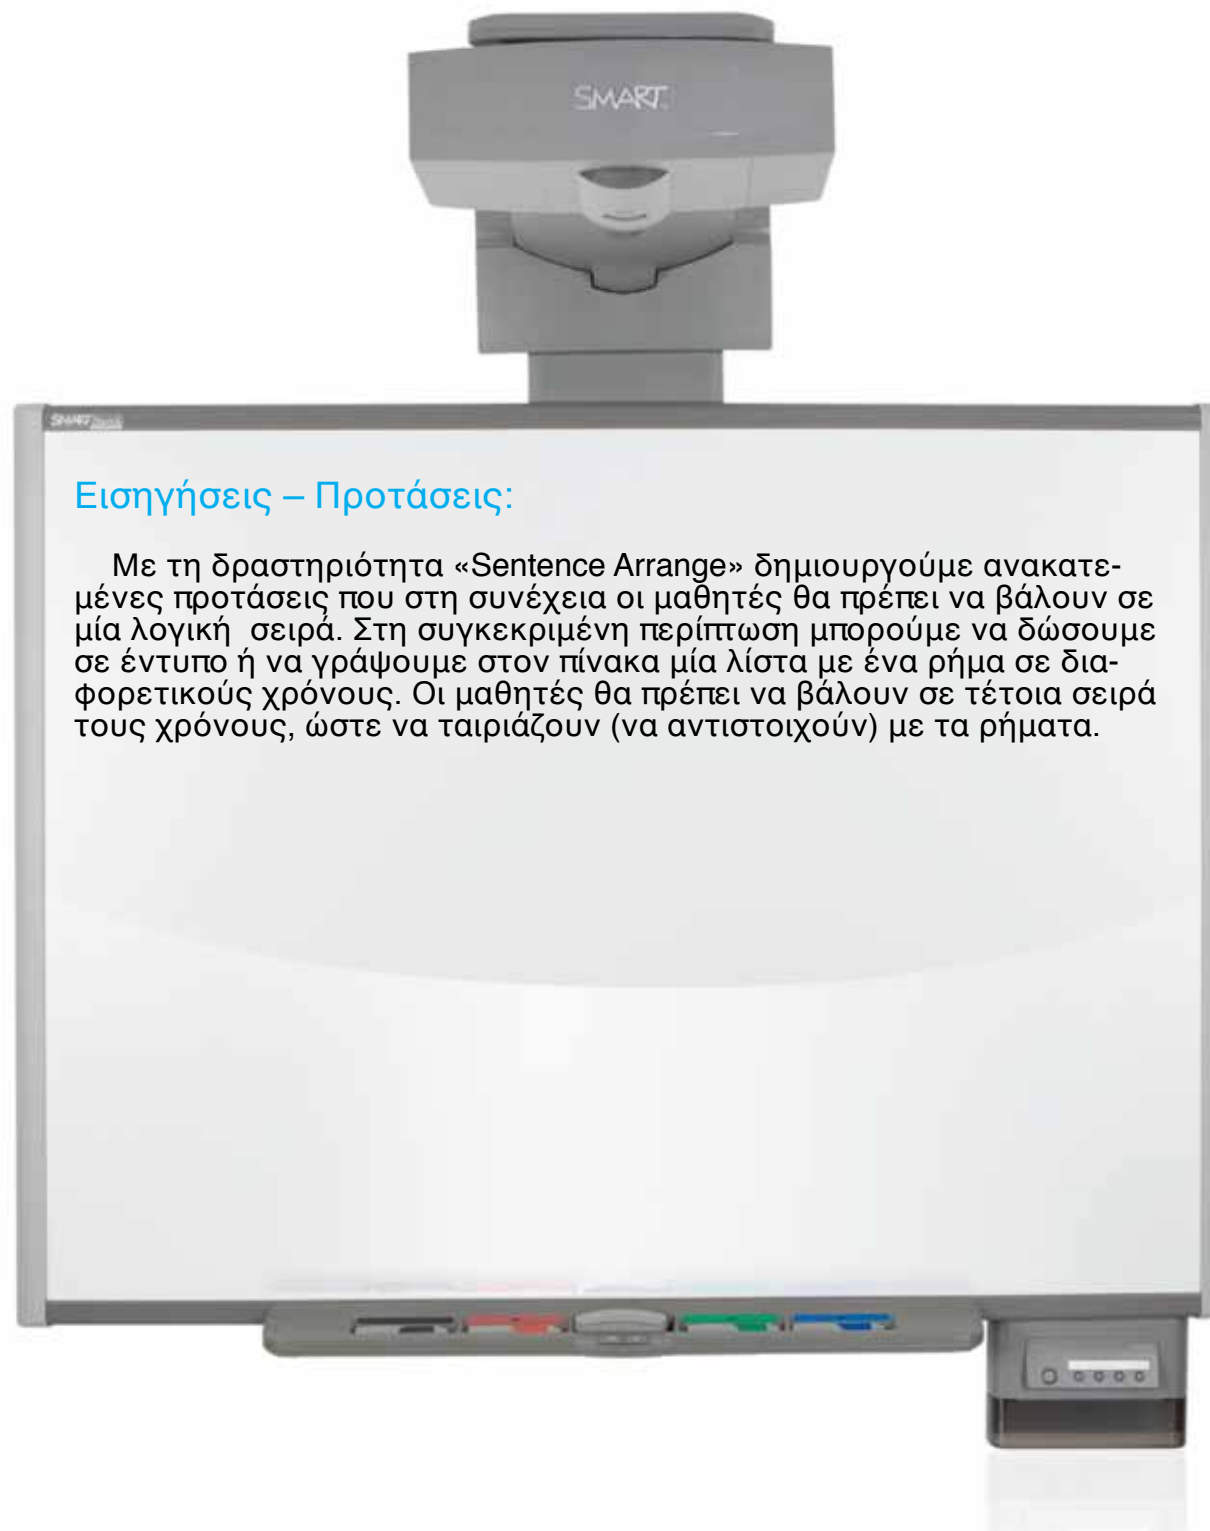 SMART
SMART
Εισηγήσεις – Προτάσεις:
Με τη δραστηριότητα «Sentence Arrange» δημιουργούμε ανακατε-
μένες προτάσεις που στη συνέχεια οι μαθητές θα πρέπει να βάλουν σε
μία λογική  σειρά. Στη συγκεκριμένη περίπτωση μπορούμε να δώσουμε
σε έντυπο ή να γράψουμε στον πίνακα μία λίστα με ένα ρήμα σε δια-
φορετικούς χρόνους. Οι μαθητές θα πρέπει να βάλουν σε τέτοια σειρά
τους χρόνους, ώστε να ταιριάζουν (να αντιστοιχούν) με τα ρήματα.